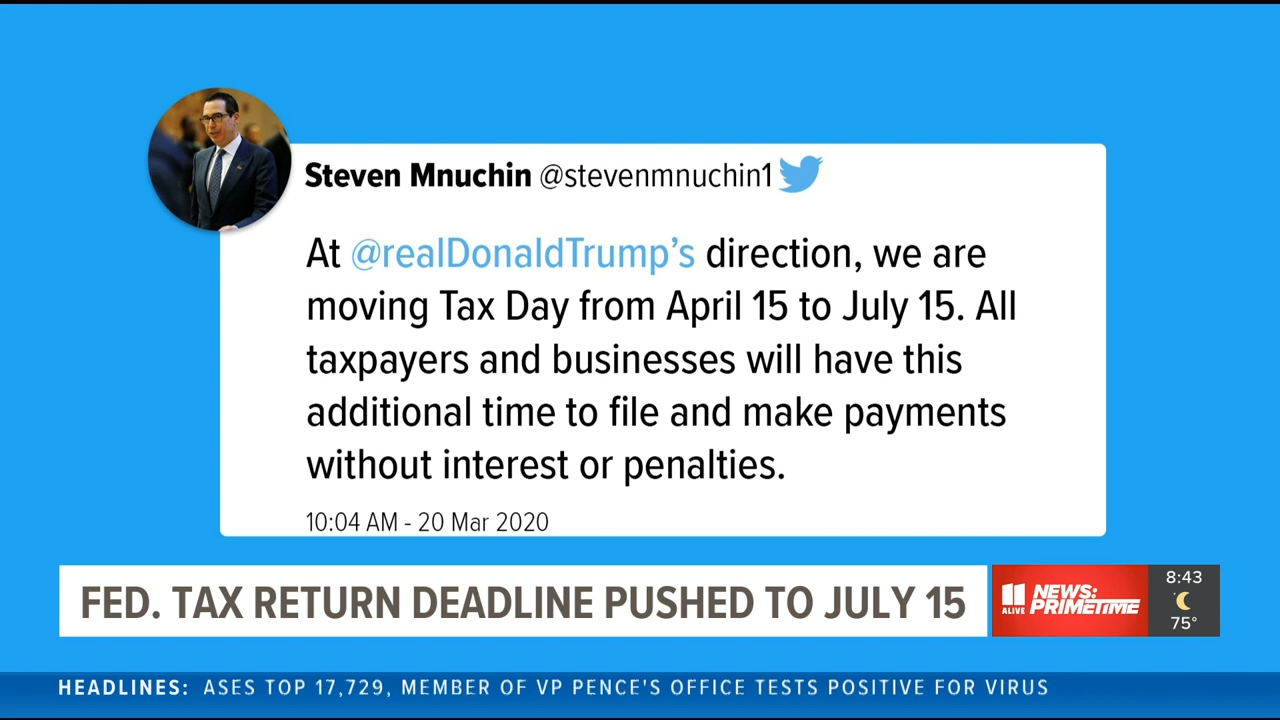 Steven Mnuchin @stevenmnuchin1
At @realDonaldTrump's direction, we are
moving Tax Day from April 15 to July 15. All
taxpayers and businesses will have this
additional time to file and make payments
without interest or penalties.
10:04 AM - 20 Mar 2020
FED. TAX RETURN DEADLINE PUSHED TO JULY 15
11 ALIVE NEWS: PRIMETIME
8:43
75°
HEADLINES: ASES TOP 17,729, MEMBER OF VP PENCE'S OFFICE TESTS POSITIVE FOR VIRUS